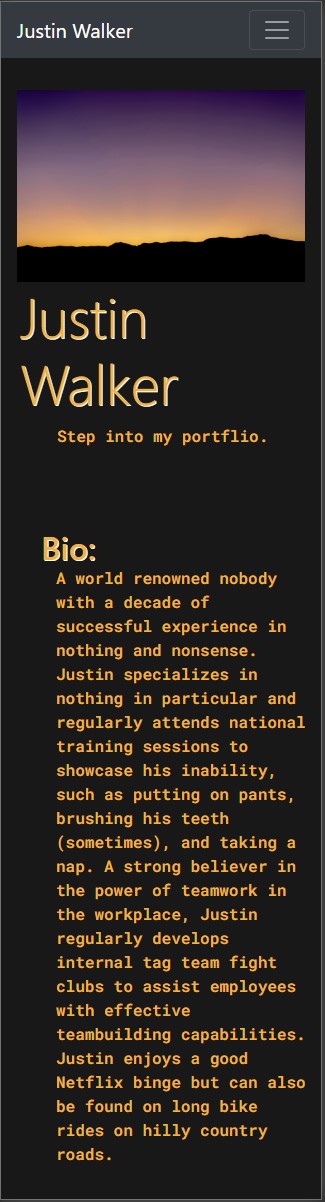 Justin Walker
Justin
Walker
Step into my portflio.
Bio:
A world renowned nobody
with a decade of
successful experience in
nothing and nonsense.
Justin specializes in
nothing in particular and
regularly attends national
training sessions to
showcase his inability,
such as putting on pants,
brushing his teeth
(sometimes), and taking a
nap. A strong believer in
the power of teamwork in
the workplace, Justin
regularly develops
internal tag team fight
clubs to assist employees
with effective
teambuilding capabilities.
Justin enjoys a good
Netflix binge but can also
be found on long bike
rides on hilly country
roads.